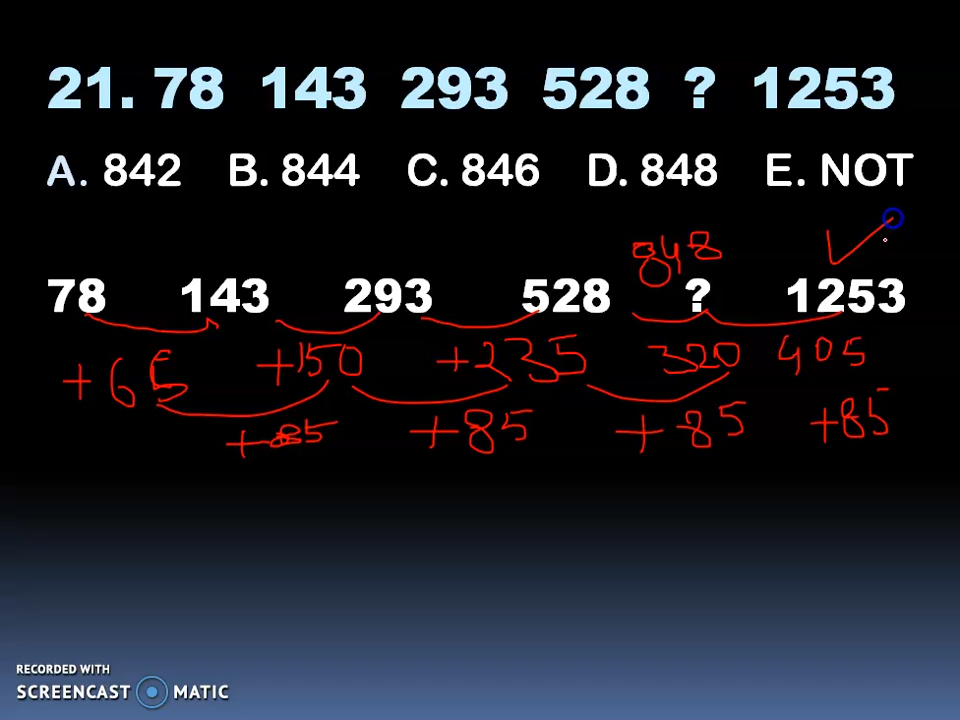 21. 78 143 293 528 ? 1253
A. 842 B. 844 C. 846 D. 848 E. NOT
848
78 143 293 528 ? 1253
+65 +150 +235 320 405
+85 +85 +85 +85
RECORDED WITH
SCREENCAST MATIC